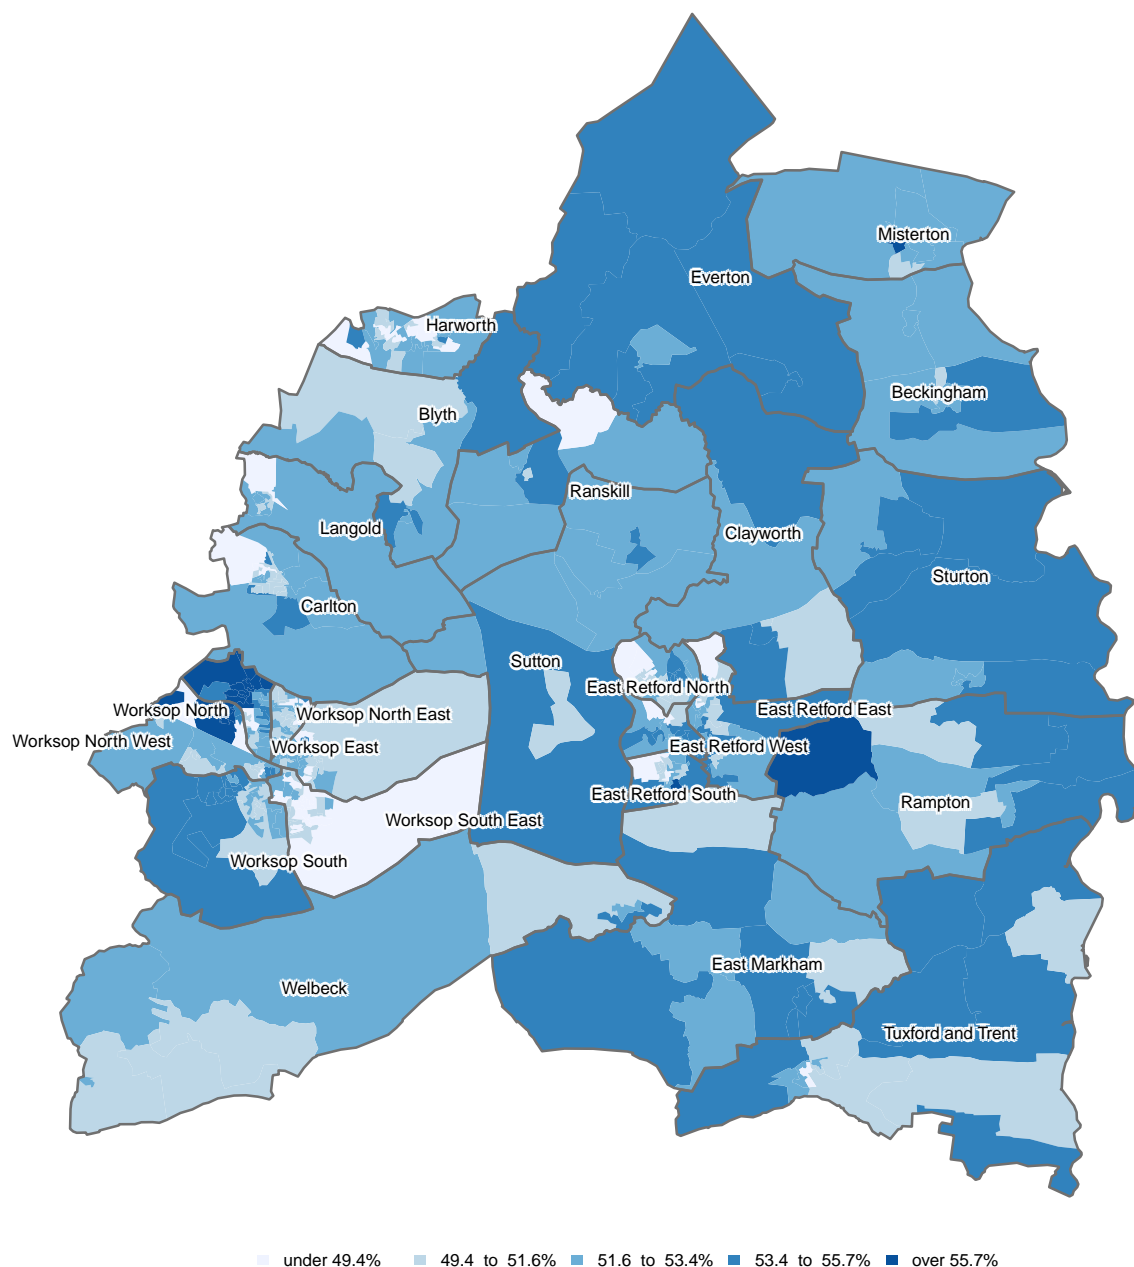 Misterton
Everton
Harworth
Beckingham
Blyth
Ranskill
Langold
Clayworth
Sturton
Carlton
Sutton
East Retford North
Worksop North
Worksop North East
East Retford East
Worksop North West
Worksop East
East Retford West
East Retford South
Rampton
Worksop South East
Worksop South
East Markham
Welbeck
Tuxford and Trent
under 49.4% 49.4 to 51.6% 51.6 to 53.4% 53.4 to 55.7% over 55.7%